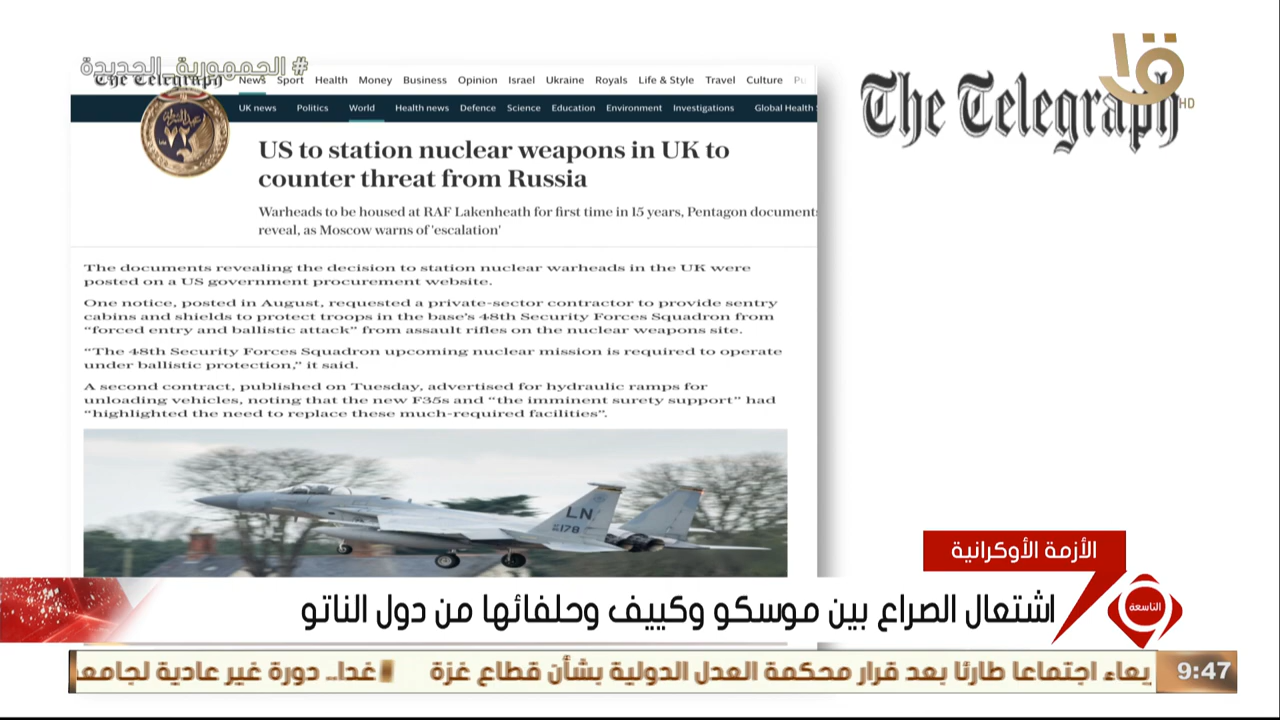 #الجمهورية_الجديدة
The Telegraph
News Sport Health Money Business Opinion Israel Ukraine Royals Life & Style Travel Culture
UK news Politics World Health news Defence Science Education Environment Investigations Global Health
عيد الشرطة
٧٢
US to station nuclear weapons in UK to
counter threat from Russia
Warheads to be housed at RAF Lakenheath for first time in 15 years, Pentagon documents
reveal, as Moscow warns of 'escalation'
The documents revealing the decision to station nuclear warheads in the UK were
posted on a US government procurement website.
One notice, posted in August, requested a private-sector contractor to provide sentry
cabins and shields to protect troops in the base's 48th Security Forces Squadron from
“forced entry and ballistic attack” from assault rifles on the nuclear weapons site.
“The 48th Security Forces Squadron upcoming nuclear mission is required to operate
under ballistic protection,” it said.
A second contract, published on Tuesday, advertised for hydraulic ramps for
unloading vehicles, noting that the new F35s and “the imminent surety support” had
“highlighted the need to replace these much-required facilities”.
LN
178
The Telegraph
HD
الأزمة الأوكرانية
اشتعال الصراع بين موسكو وكييف وحلفائها من دول الناتو
التاسعة
يعاء اجتماعا طارئا بعد قرار محكمة العدل الدولية بشأن قطاع غزة غدا.. دورة غير عادية لجامع
9:47